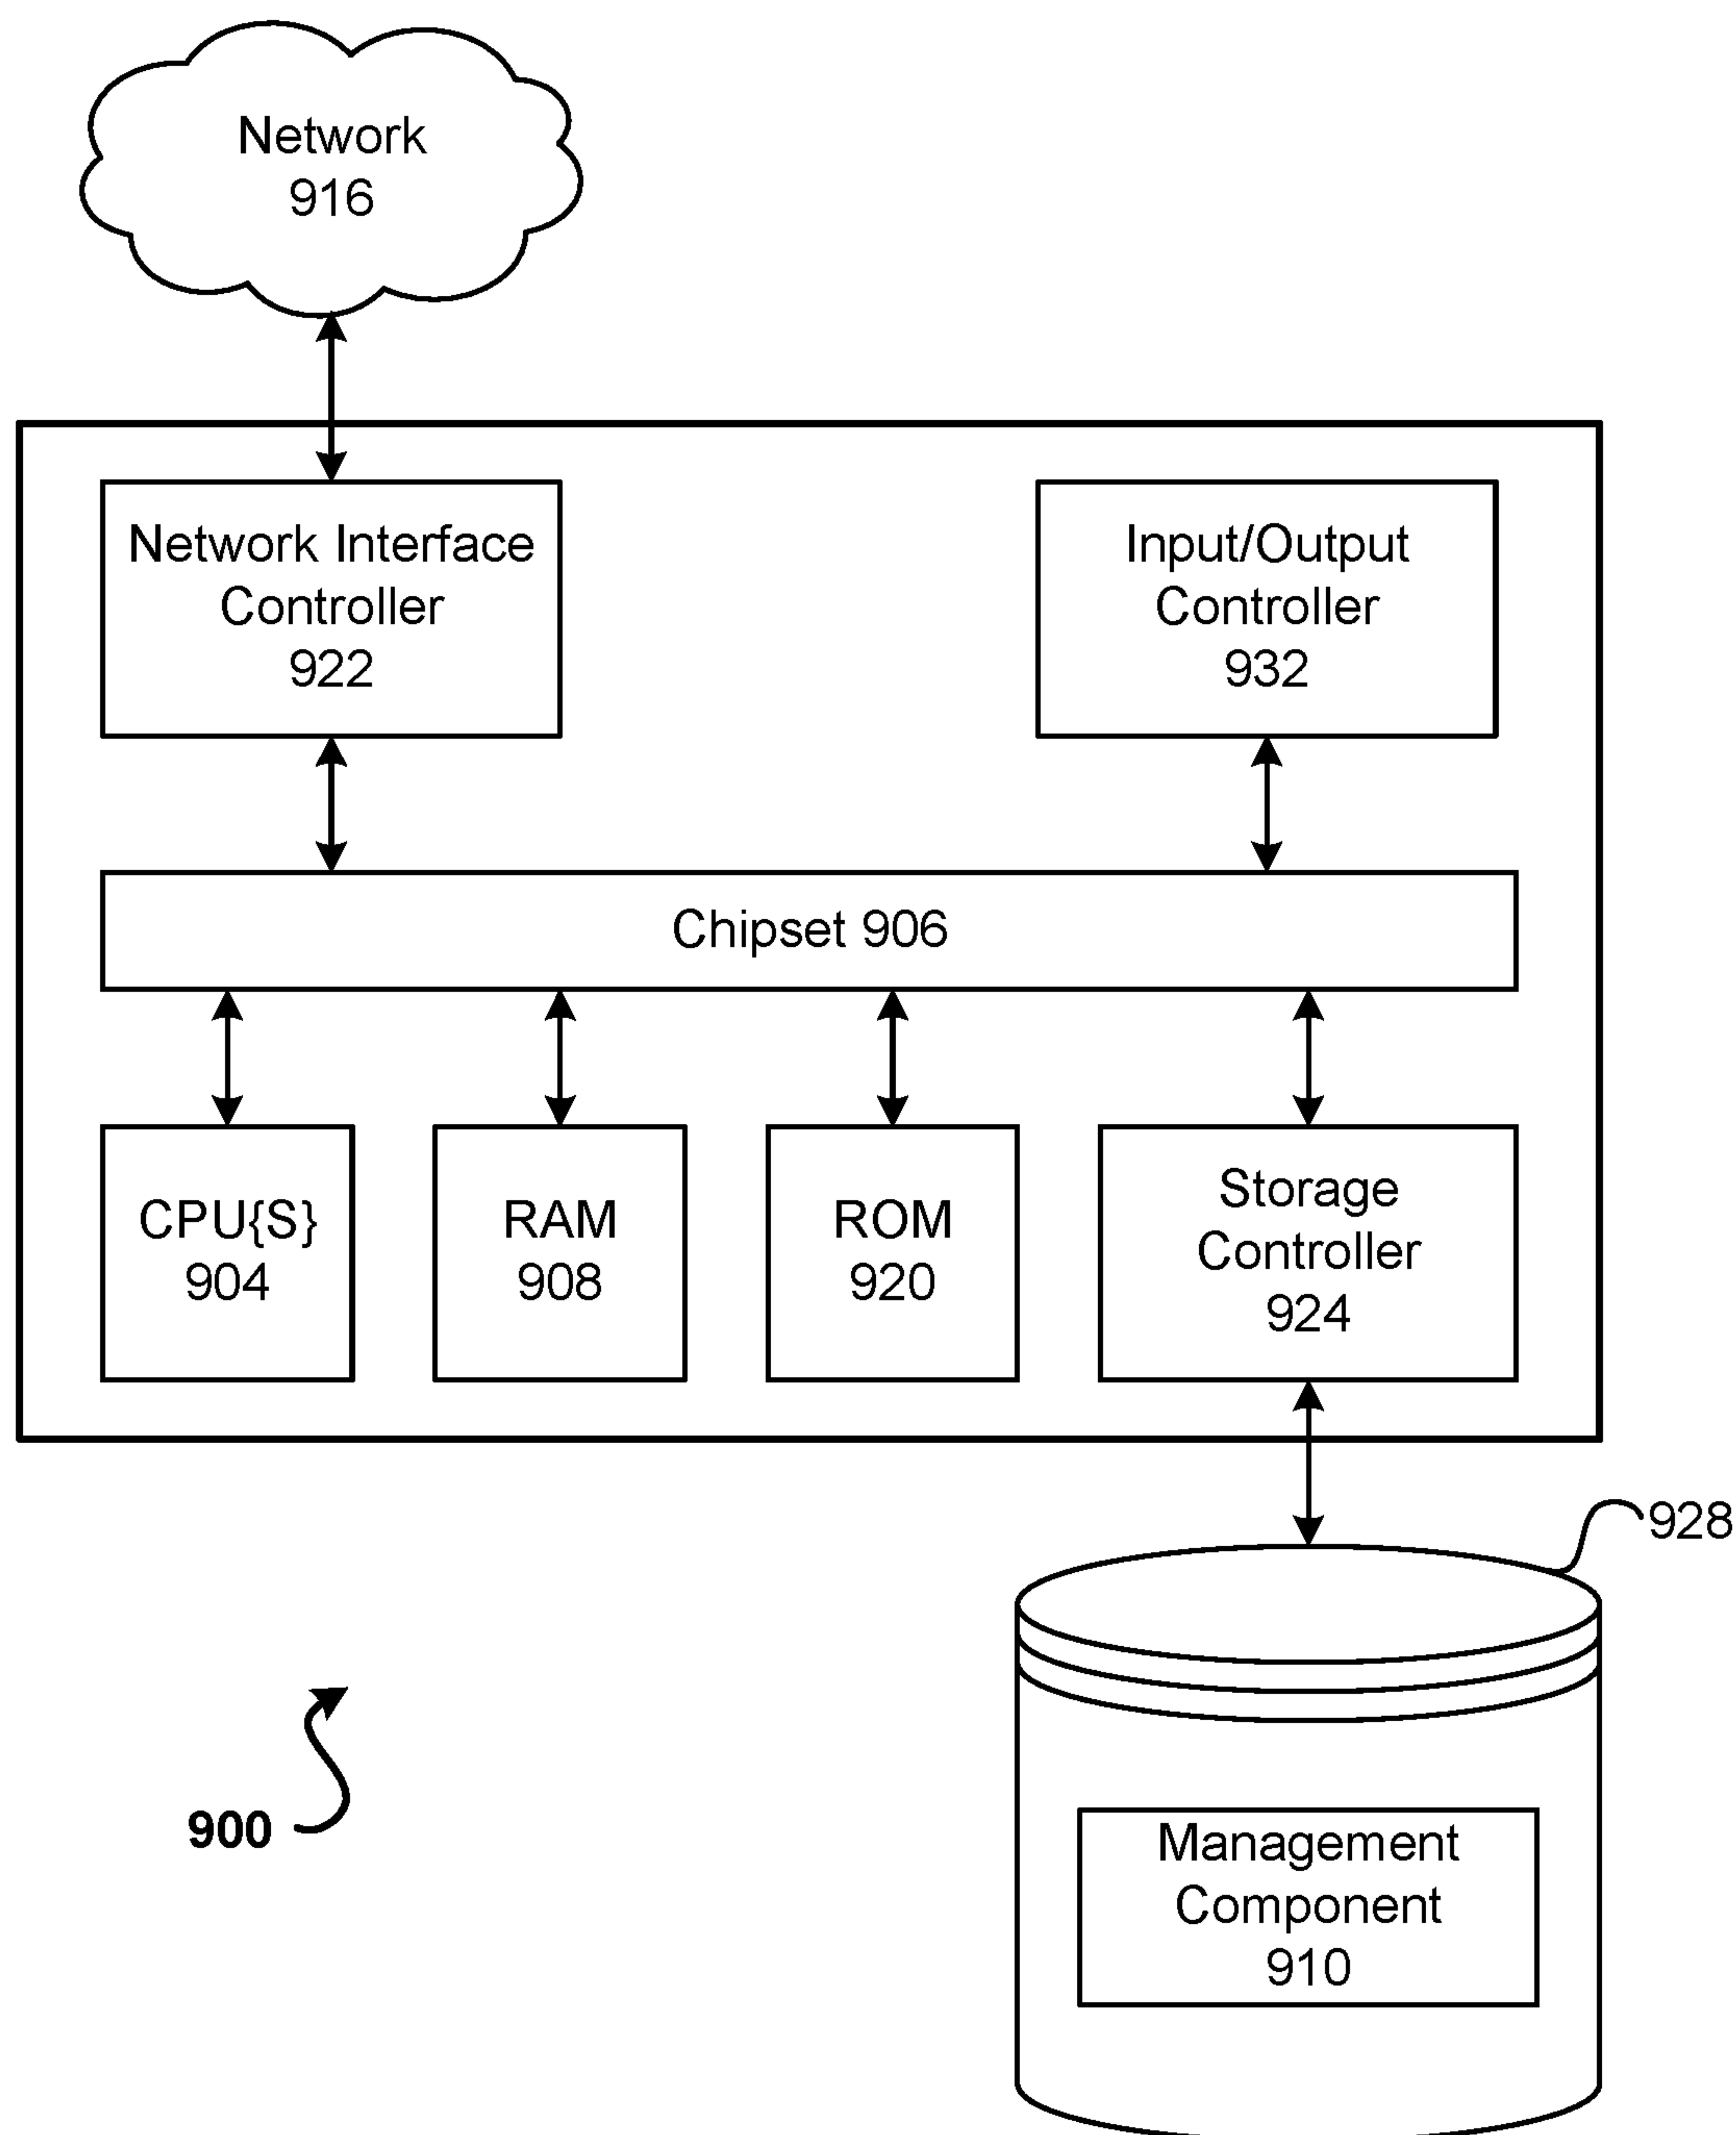 Network
916
Network Interface
Controller
922
Input/Output
Controller
932
Chipset 906
CPU{S}
904
RAM
908
ROM
920
Storage
Controller
924
928
900
Management
Component
910